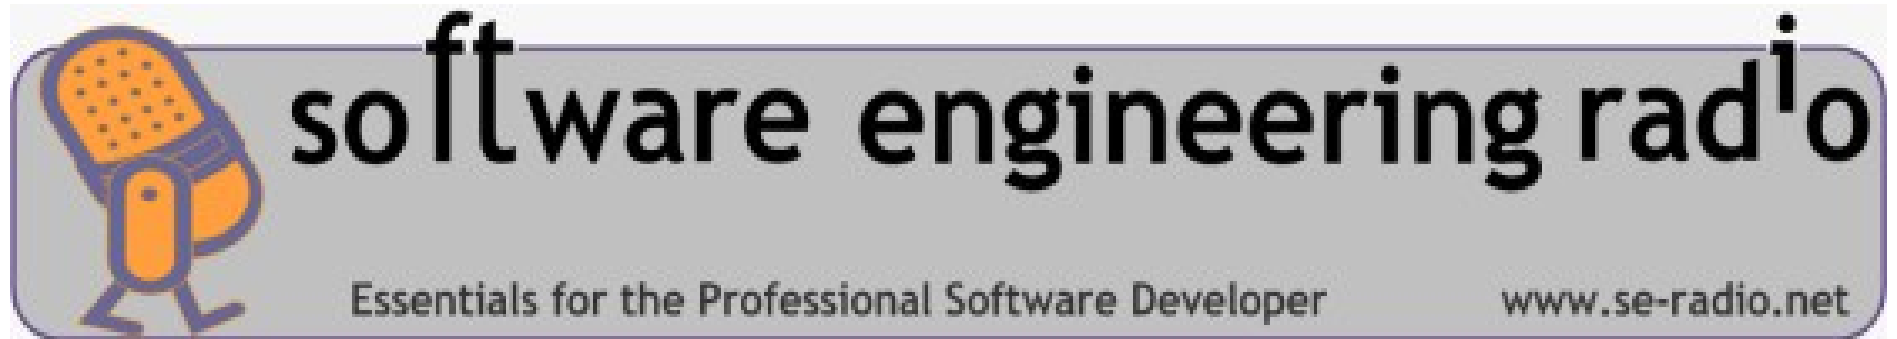 software engineering radio
Essentials for the Professional Software Developer www.se-radio.net